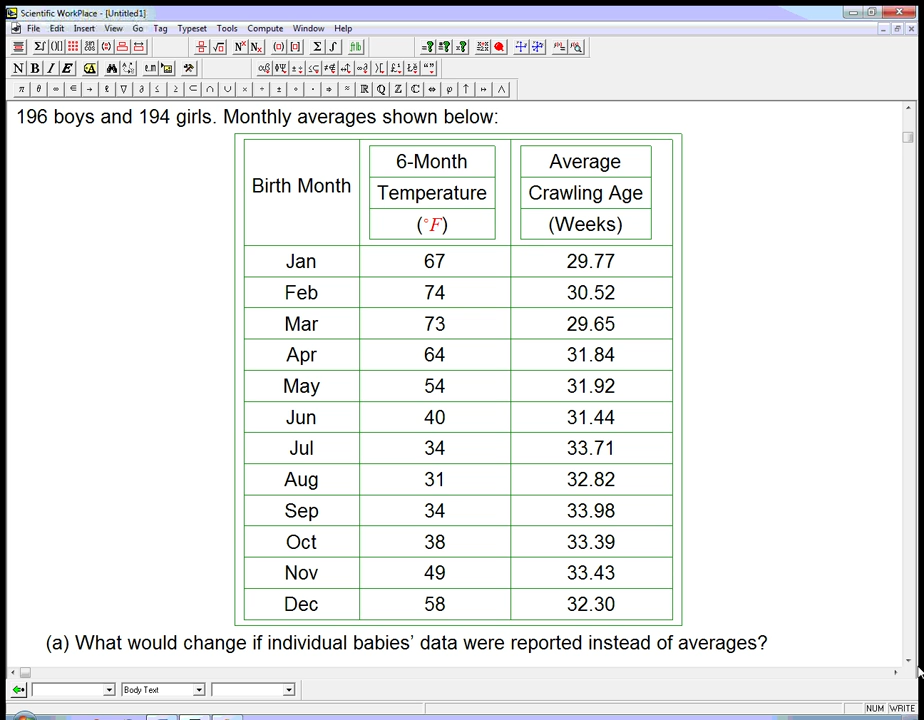 Scientific WorkPlace - [Untitled1]
File Edit Insert View Go Tag Typeset Tools Compute Window Help
196 boys and 194 girls. Monthly averages shown below:
Birth Month 6-Month Temperature (°F) Average Crawling Age (Weeks)
Jan 67 29.77
Feb 74 30.52
Mar 73 29.65
Apr 64 31.84
May 54 31.92
Jun 40 31.44
Jul 34 33.71
Aug 31 32.82
Sep 34 33.98
Oct 38 33.39
Nov 49 33.43
Dec 58 32.30
(a) What would change if individual babies’ data were reported instead of averages?
Body Text
NUM WRITE